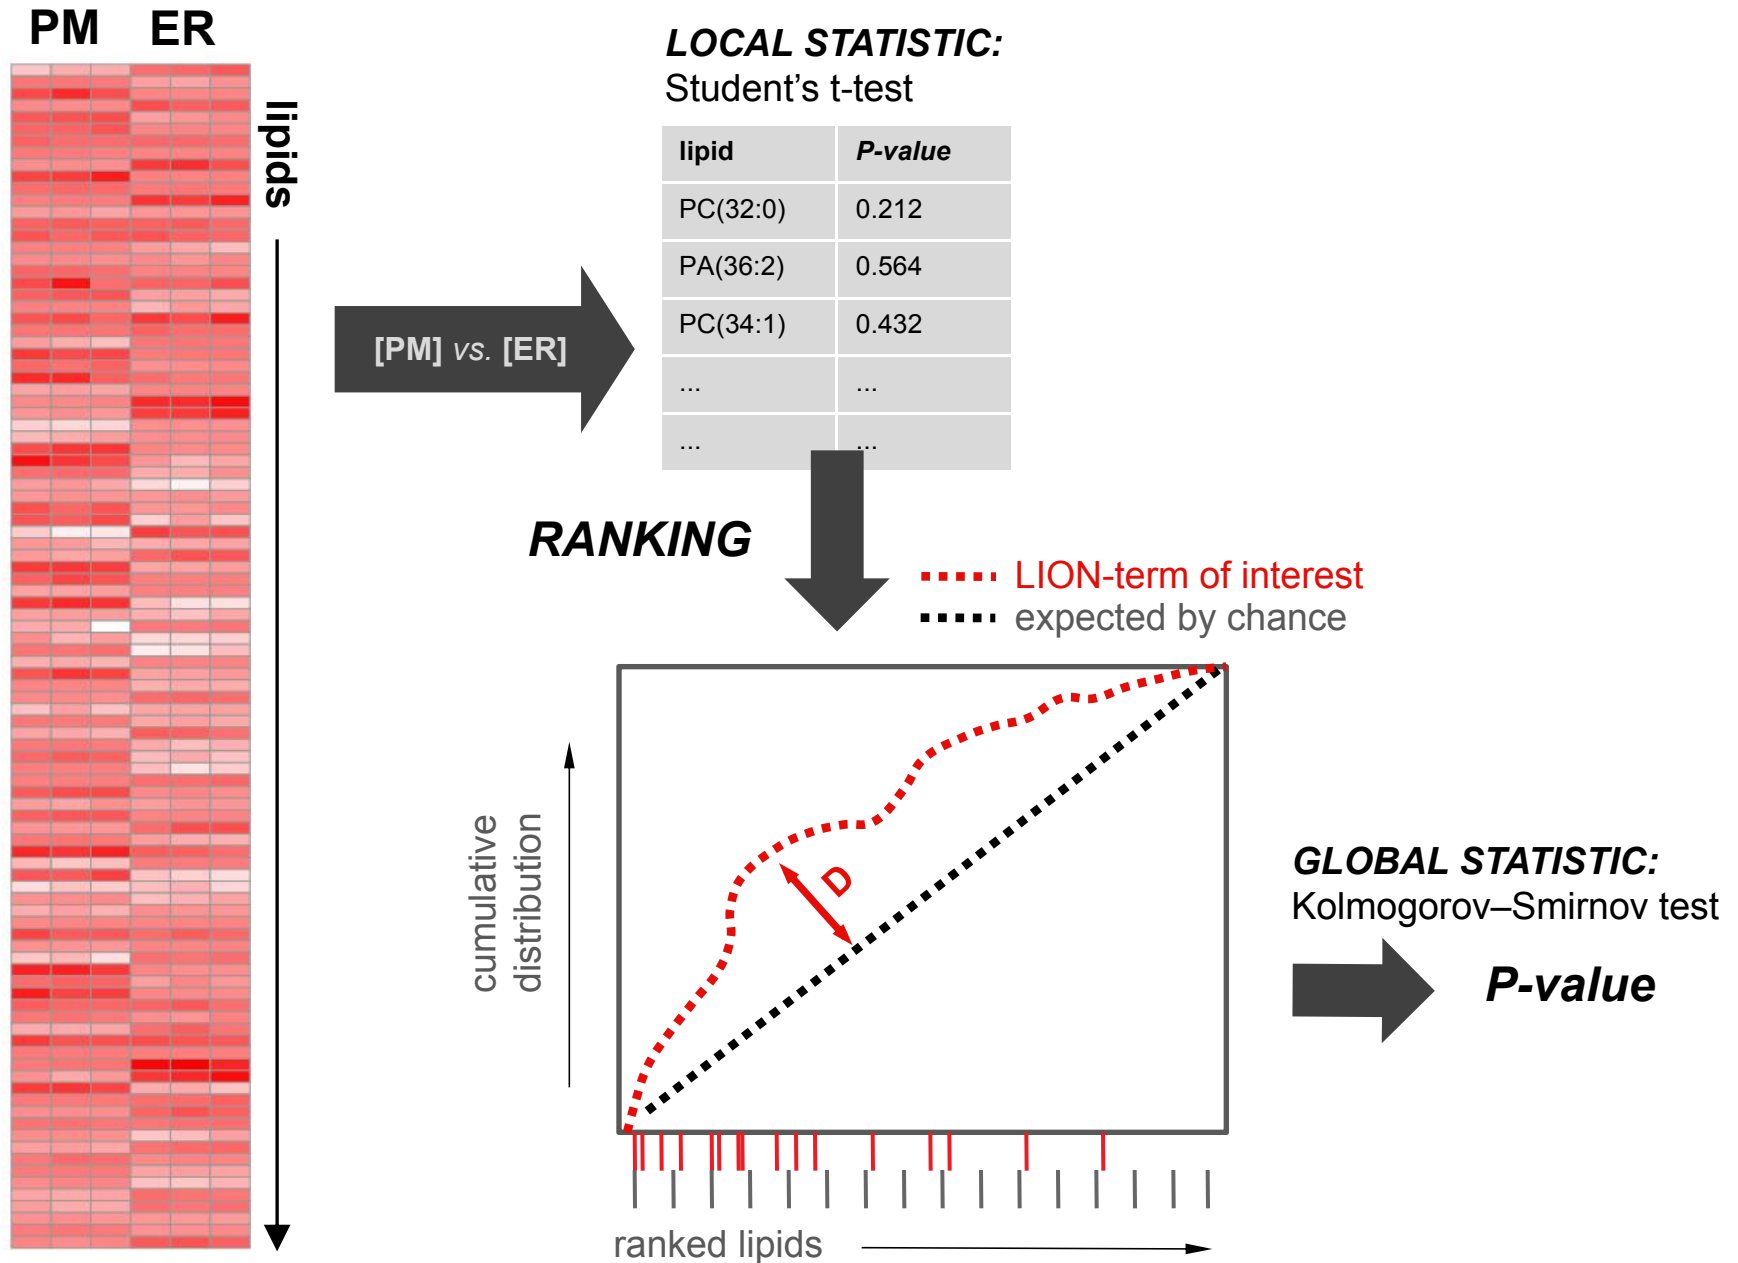 PM ER
lipids
[PM] vs. [ER]
LOCAL STATISTIC:
Student’s t-test
lipid P-value
PC(32:0) 0.212
PA(36:2) 0.564
PC(34:1) 0.432
... ...
... ...
RANKING
LION-term of interest
expected by chance
cumulative
distribution
D
ranked lipids
GLOBAL STATISTIC:
Kolmogorov–Smirnov test
P-value